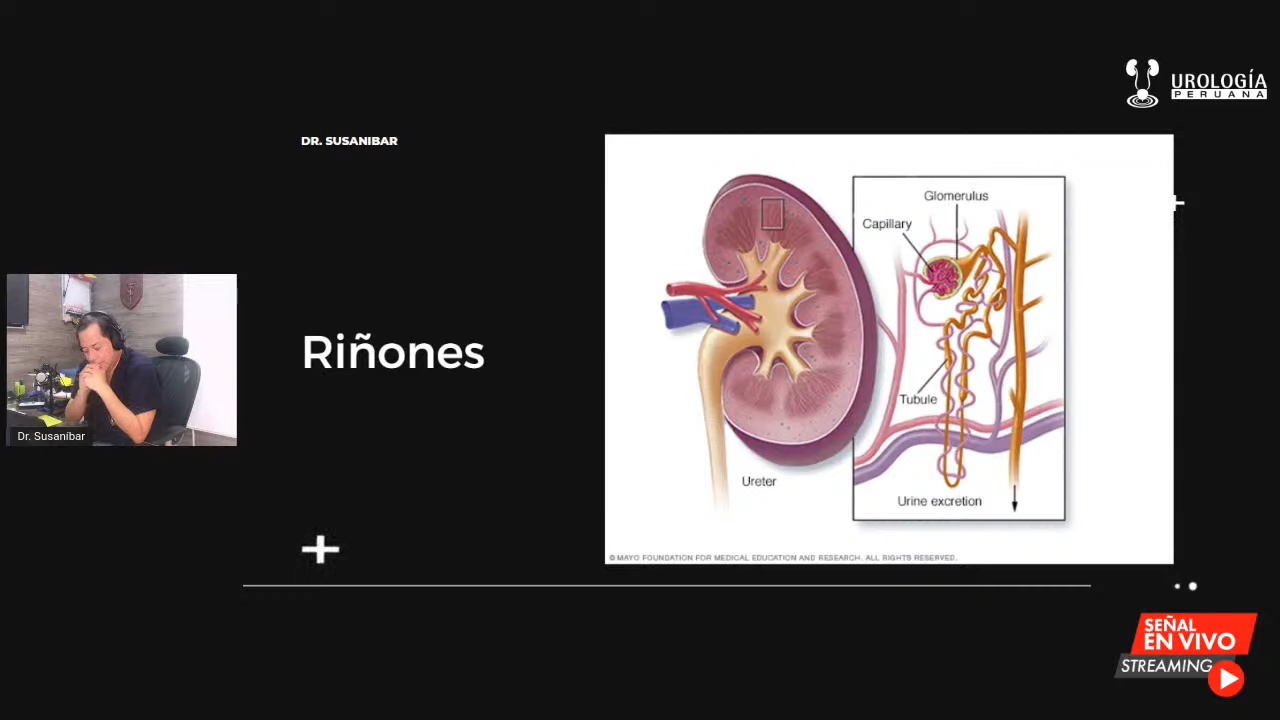 UROLOGÍA
PERUANA
DR. SUSANIBAR
Glomerulus
Capillary
Riñones
Tubule
Dr. Susanibar
Ureter
Urine excretion
© MAYO FOUNDATION FOR MEDICAL EDUCATION AND RESEARCH. ALL RIGHTS RESERVED.
SEÑAL
EN VIVO
STREAMING